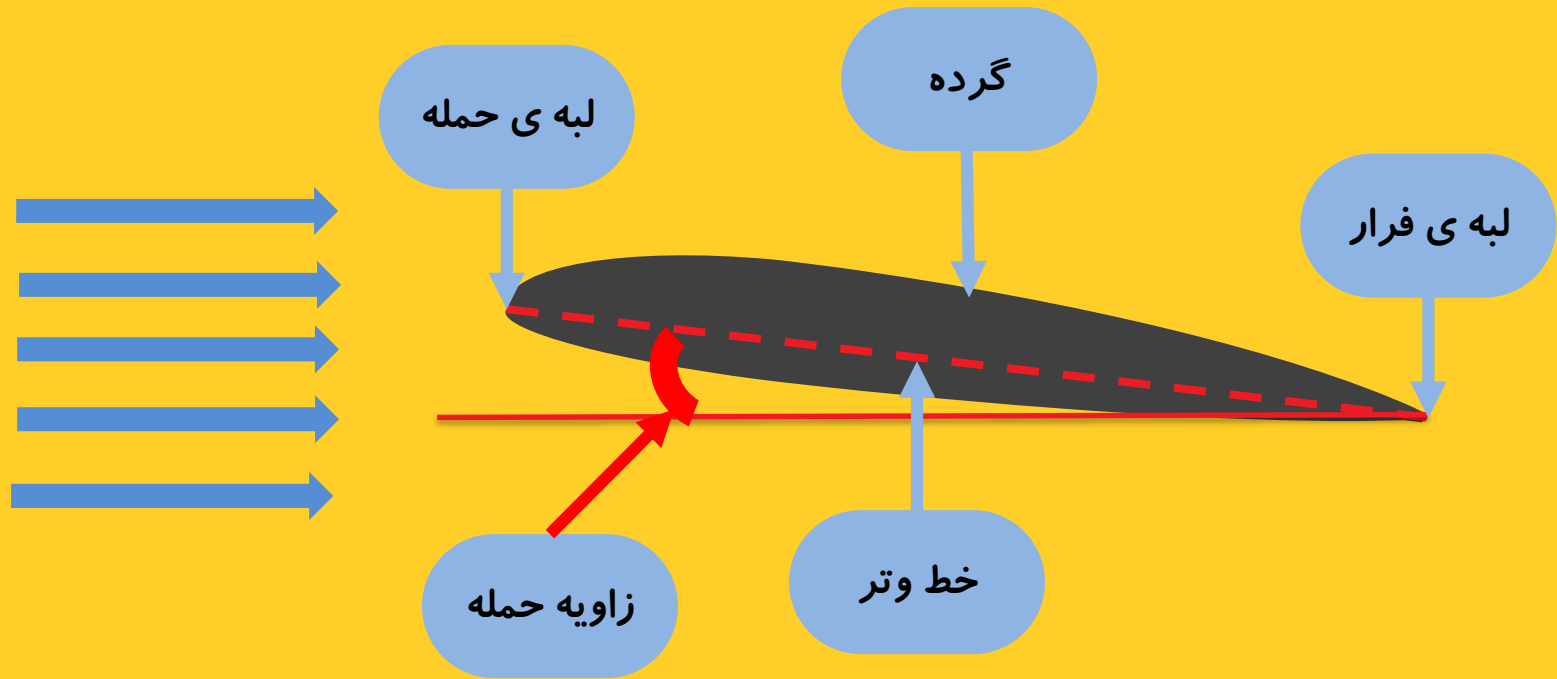 گرده
لبه ی حمله
لبه ی فرار
خط وتر
زاویه حمله